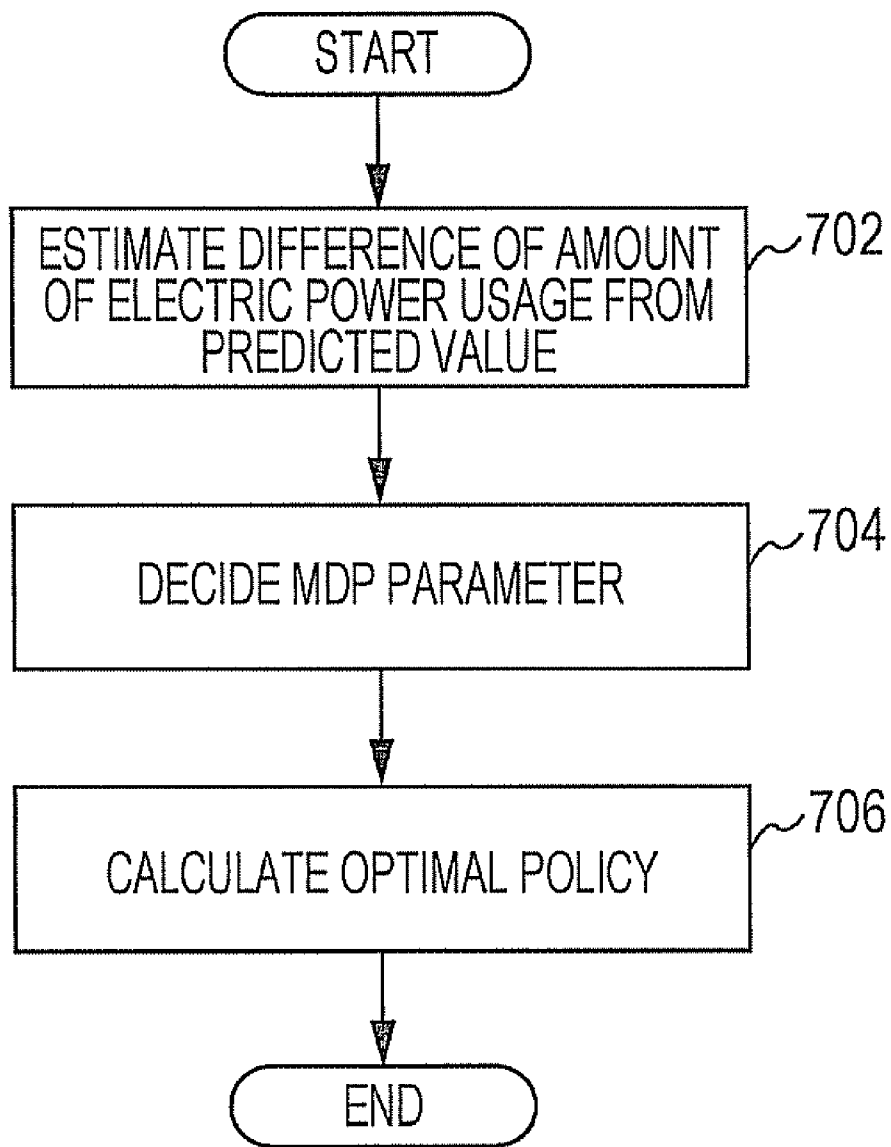 START
ESTIMATE DIFFERENCE OF AMOUNT
OF ELECTRIC POWER USAGE FROM
PREDICTED VALUE
702
DECIDE MDP PARAMETER
704
CALCULATE OPTIMAL POLICY
706
END